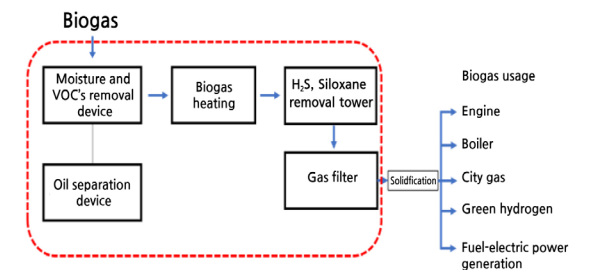 Biogas
Moisture and
VOC's removal
device
Biogas
heating
H₂S, Siloxane
removal tower
Oil separation
device
Gas filter
Solidfication
Biogas usage
Engine
Boiler
City gas
Green hydrogen
Fuel-electric power
generation